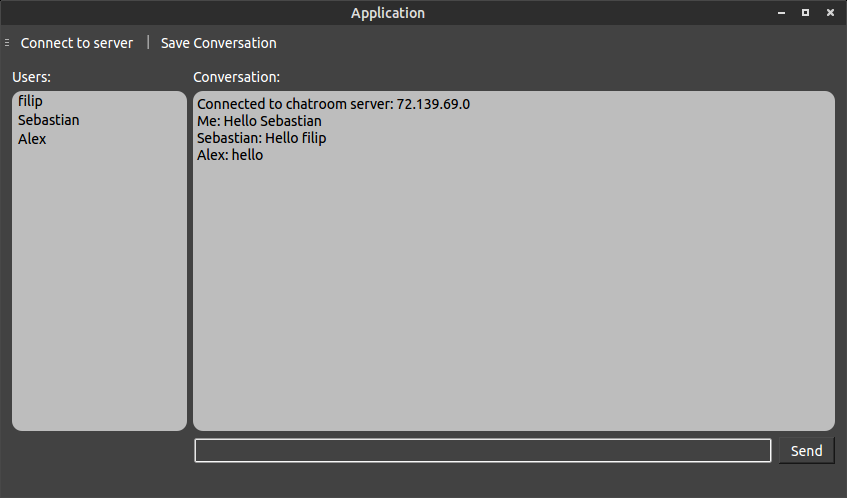 Application
Connect to server | Save Conversation
Users:
filip
Sebastian
Alex
Conversation:
Connected to chatroom server: 72.139.69.0
Me: Hello Sebastian
Sebastian: Hello filip
Alex: hello
Send